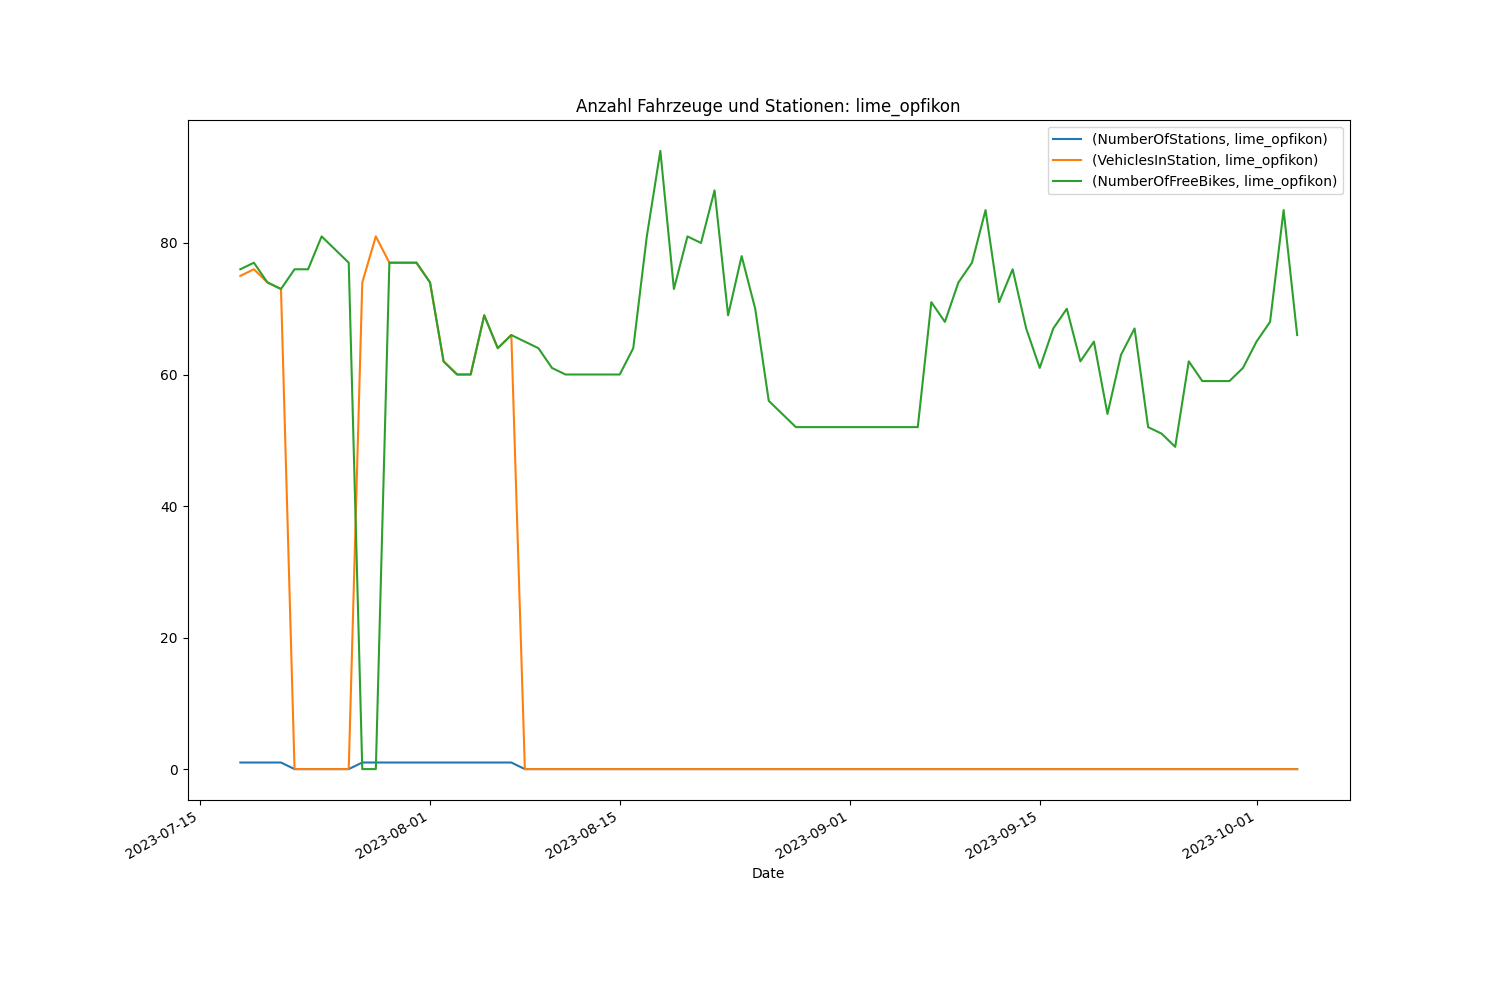 Anzahl Fahrzeuge und Stationen: lime_opfikon
(NumberOfStations, lime_opfikon)
(VehiclesInStation, lime_opfikon)
(NumberOfFreeBikes, lime_opfikon)
80
60
40
20
0
2023-07-15
2023-08-01
2023-08-15
2023-09-01
2023-09-15
2023-10-01
Date